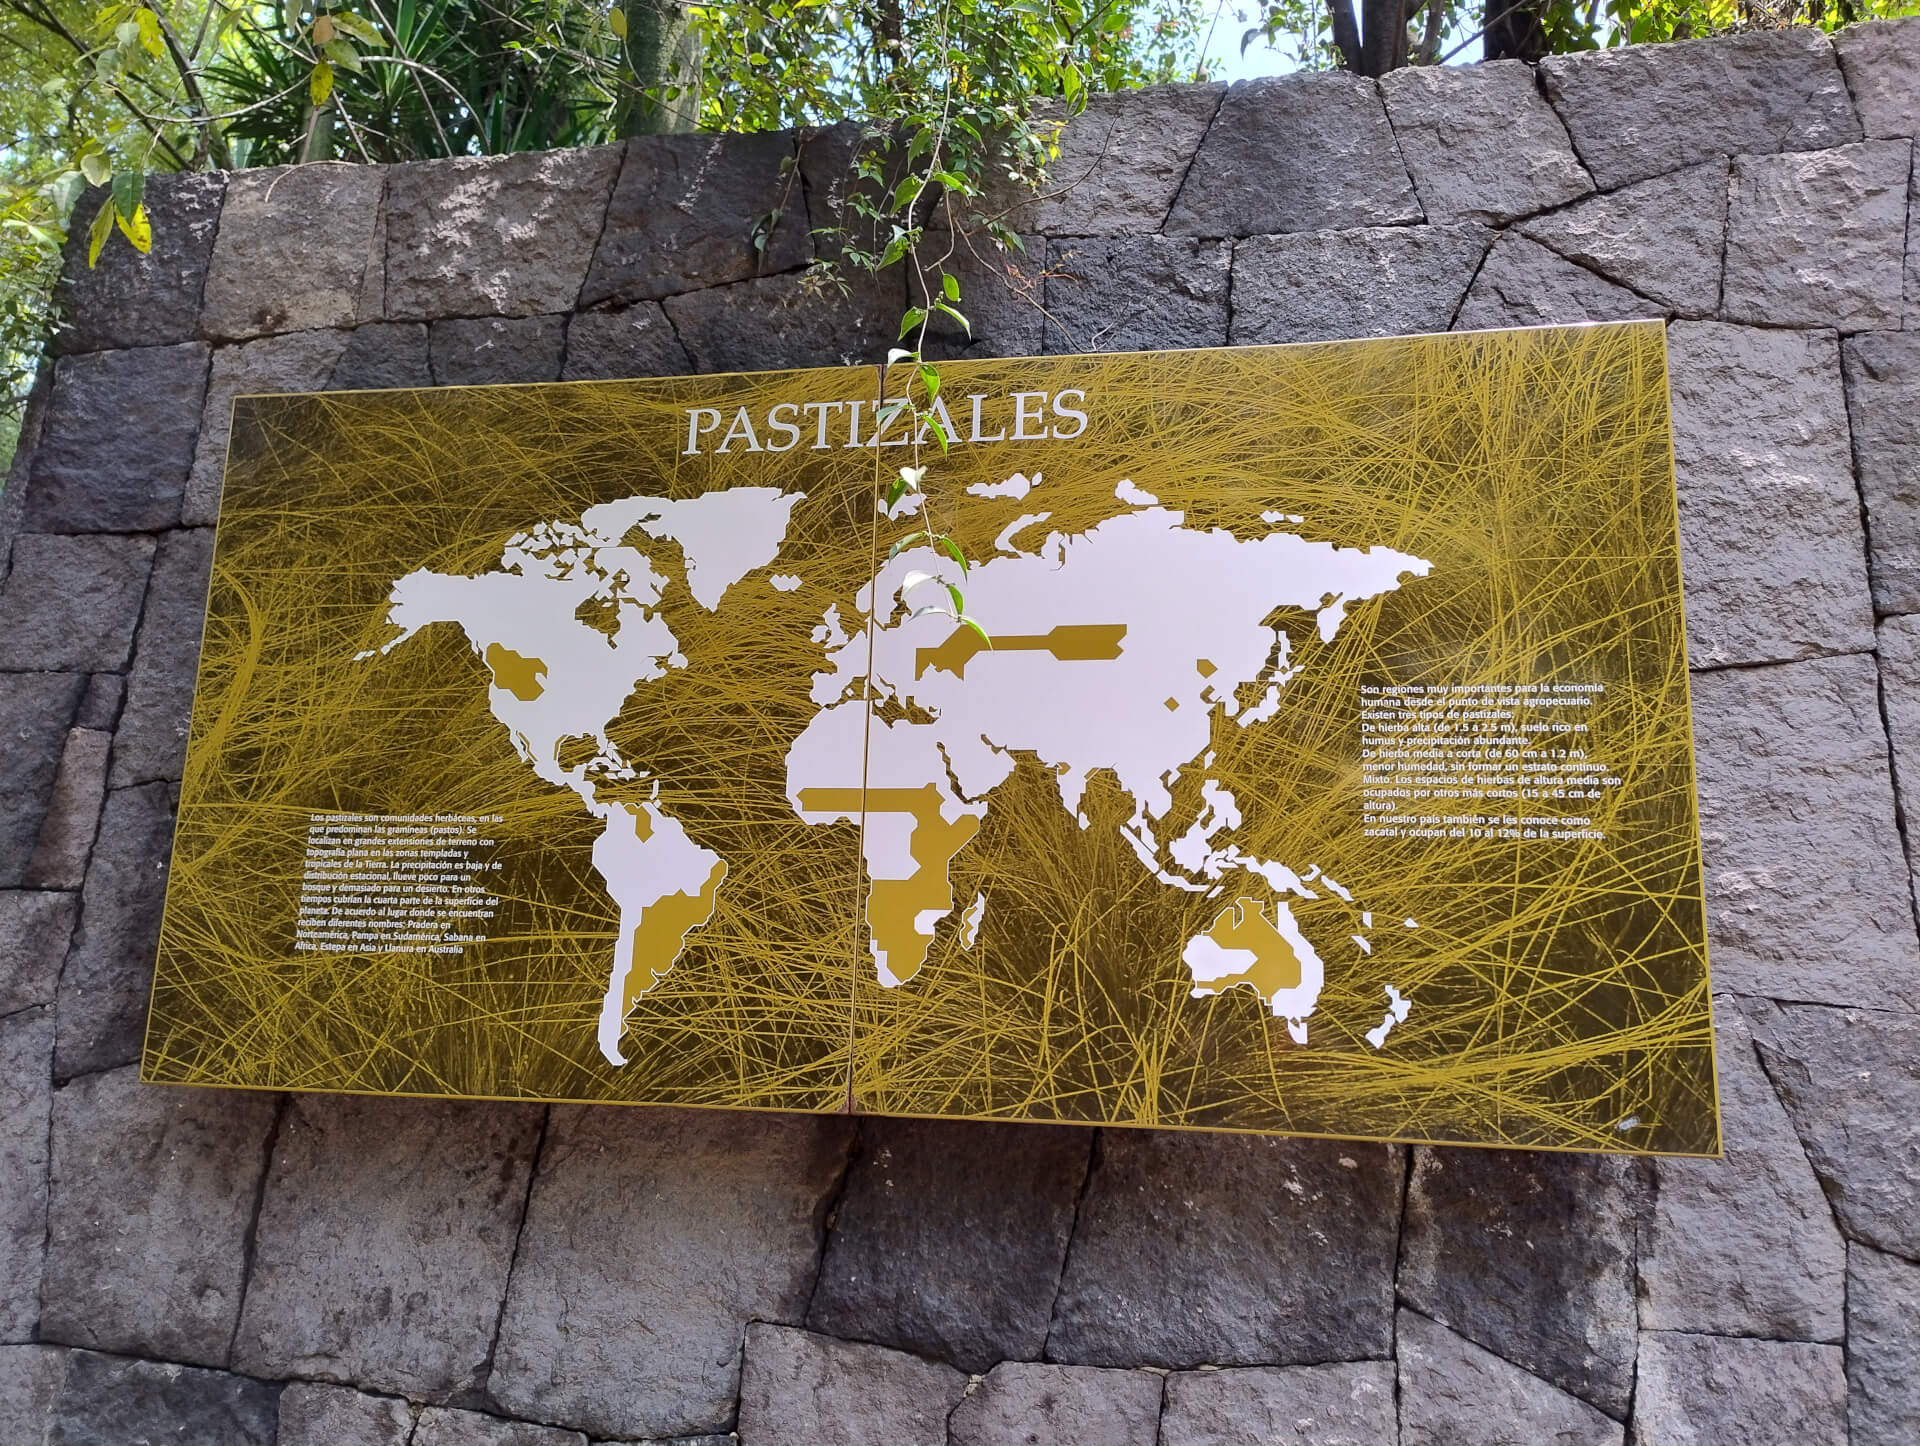 PASTIZALES
Los pastizales son comunidades herbáceas, en las
que predominan las gramíneas (pastos). Se
localizan en grandes extensiones de terreno con
topografía plana en las zonas templadas y
tropicales de la Tierra. La precipitación es baja y de
distribución estacional, llueve poco para un
bosque y demasiado para un desierto. En otros
tiempos cubrían la cuarta parte de la superficie del
planeta. De acuerdo al lugar donde se encuentran
reciben diferentes nombres: Pradera en
Norteamérica, Pampa en Sudamérica, Sabana en
Africa, Estepa en Asia y Llanura en Australia
Son regiones muy importantes para la economía
humana desde el punto de vista agropecuario.
Existen tres tipos de pastizales:
De hierba alta (de 1.5 a 2.5 m), suelo rico en
humus y precipitación abundante.
De hierba media a corta (de 60 cm a 1.2 m),
menor humedad, sin formar un estrato continuo.
Mixto. Los espacios de hierbas de altura media son
ocupados por otros más cortos (15 a 45 cm de
altura).
En nuestro país también se les conoce como
zacatal y ocupan del 10 al 12% de la superficie.